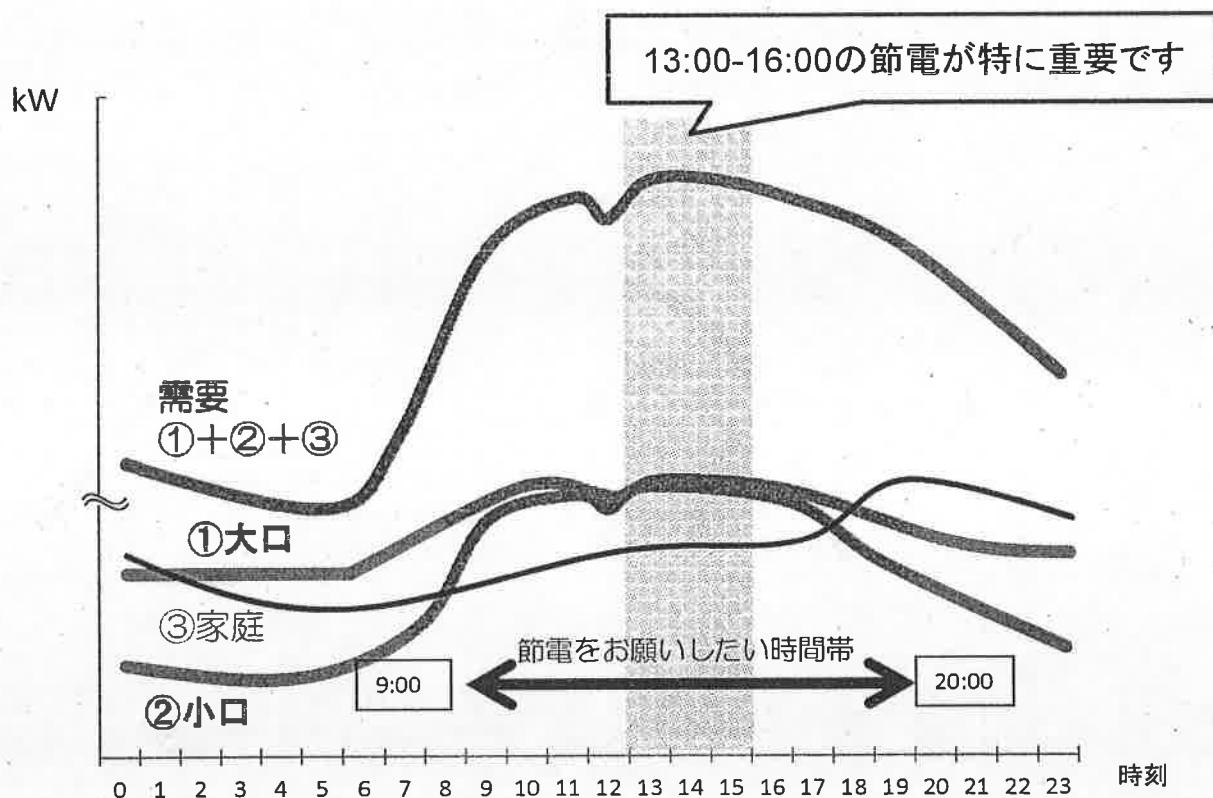 13:00-16:00の節電が特に重要です
kW
需要
①+②+③
①大口
③家庭
節電をお願いしたい時間帯
9:00
20:00
②小口
0 1 2 3 4 5 6 7 8 9 10 11 12 13 14 15 16 17 18 19 20 21 22 23
時刻